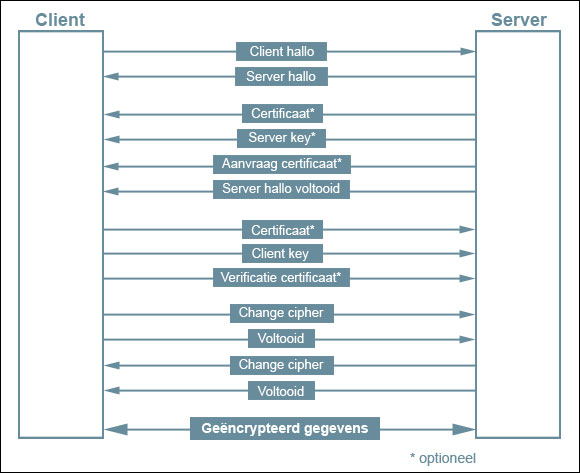 Client
Server
Client hallo
Server hallo
Certificaat*
Server key*
Aanvraag certificaat*
Server hallo voltooid
Certificaat*
Client key
Verificatie certificaat*
Change cipher
Voltooid
Change cipher
Voltooid
Geëncrypteerd gegevens
* optioneel